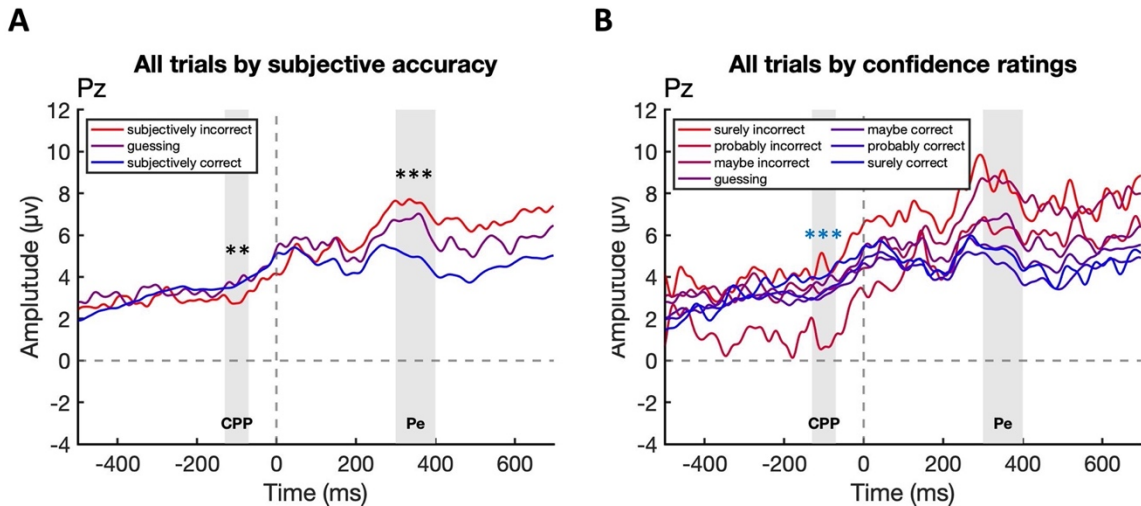 A
All trials by subjective accuracy
Pz
12
10
8
6
4
2
0
-2
-4
Amplutude (μv)
subjectively incorrect
guessing
subjectively correct
**
***
CPP
Pe
-400 -200 0 200 400 600
Time (ms)
B
All trials by confidence ratings
Pz
12
10
8
6
4
2
0
-2
-4
Amplutude (μv)
surely incorrect maybe correct
probably incorrect probably correct
maybe incorrect surely correct
guessing
***
CPP
Pe
-400 -200 0 200 400 600
Time (ms)